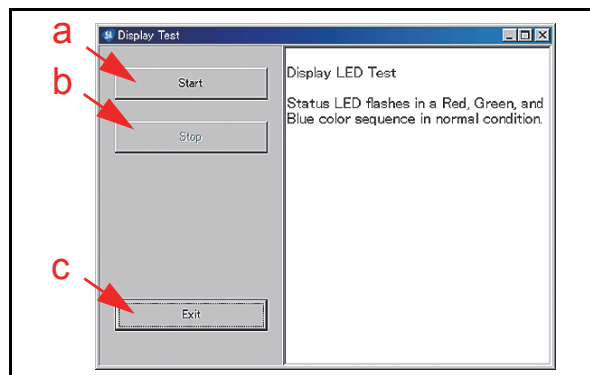 Display Test
a
Start
b
Stop
c
Exit
Display LED Test
Status LED flashes in a Red, Green, and
Blue color sequence in normal condition.